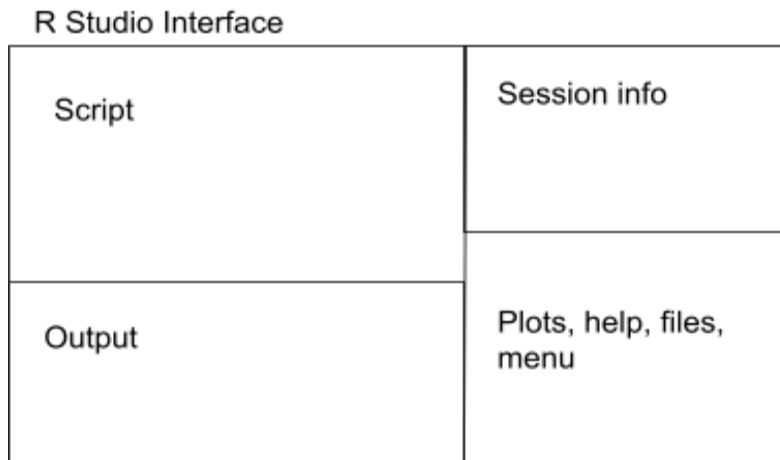 R Studio Interface
Script
Session info
Output
Plots, help, files,
menu